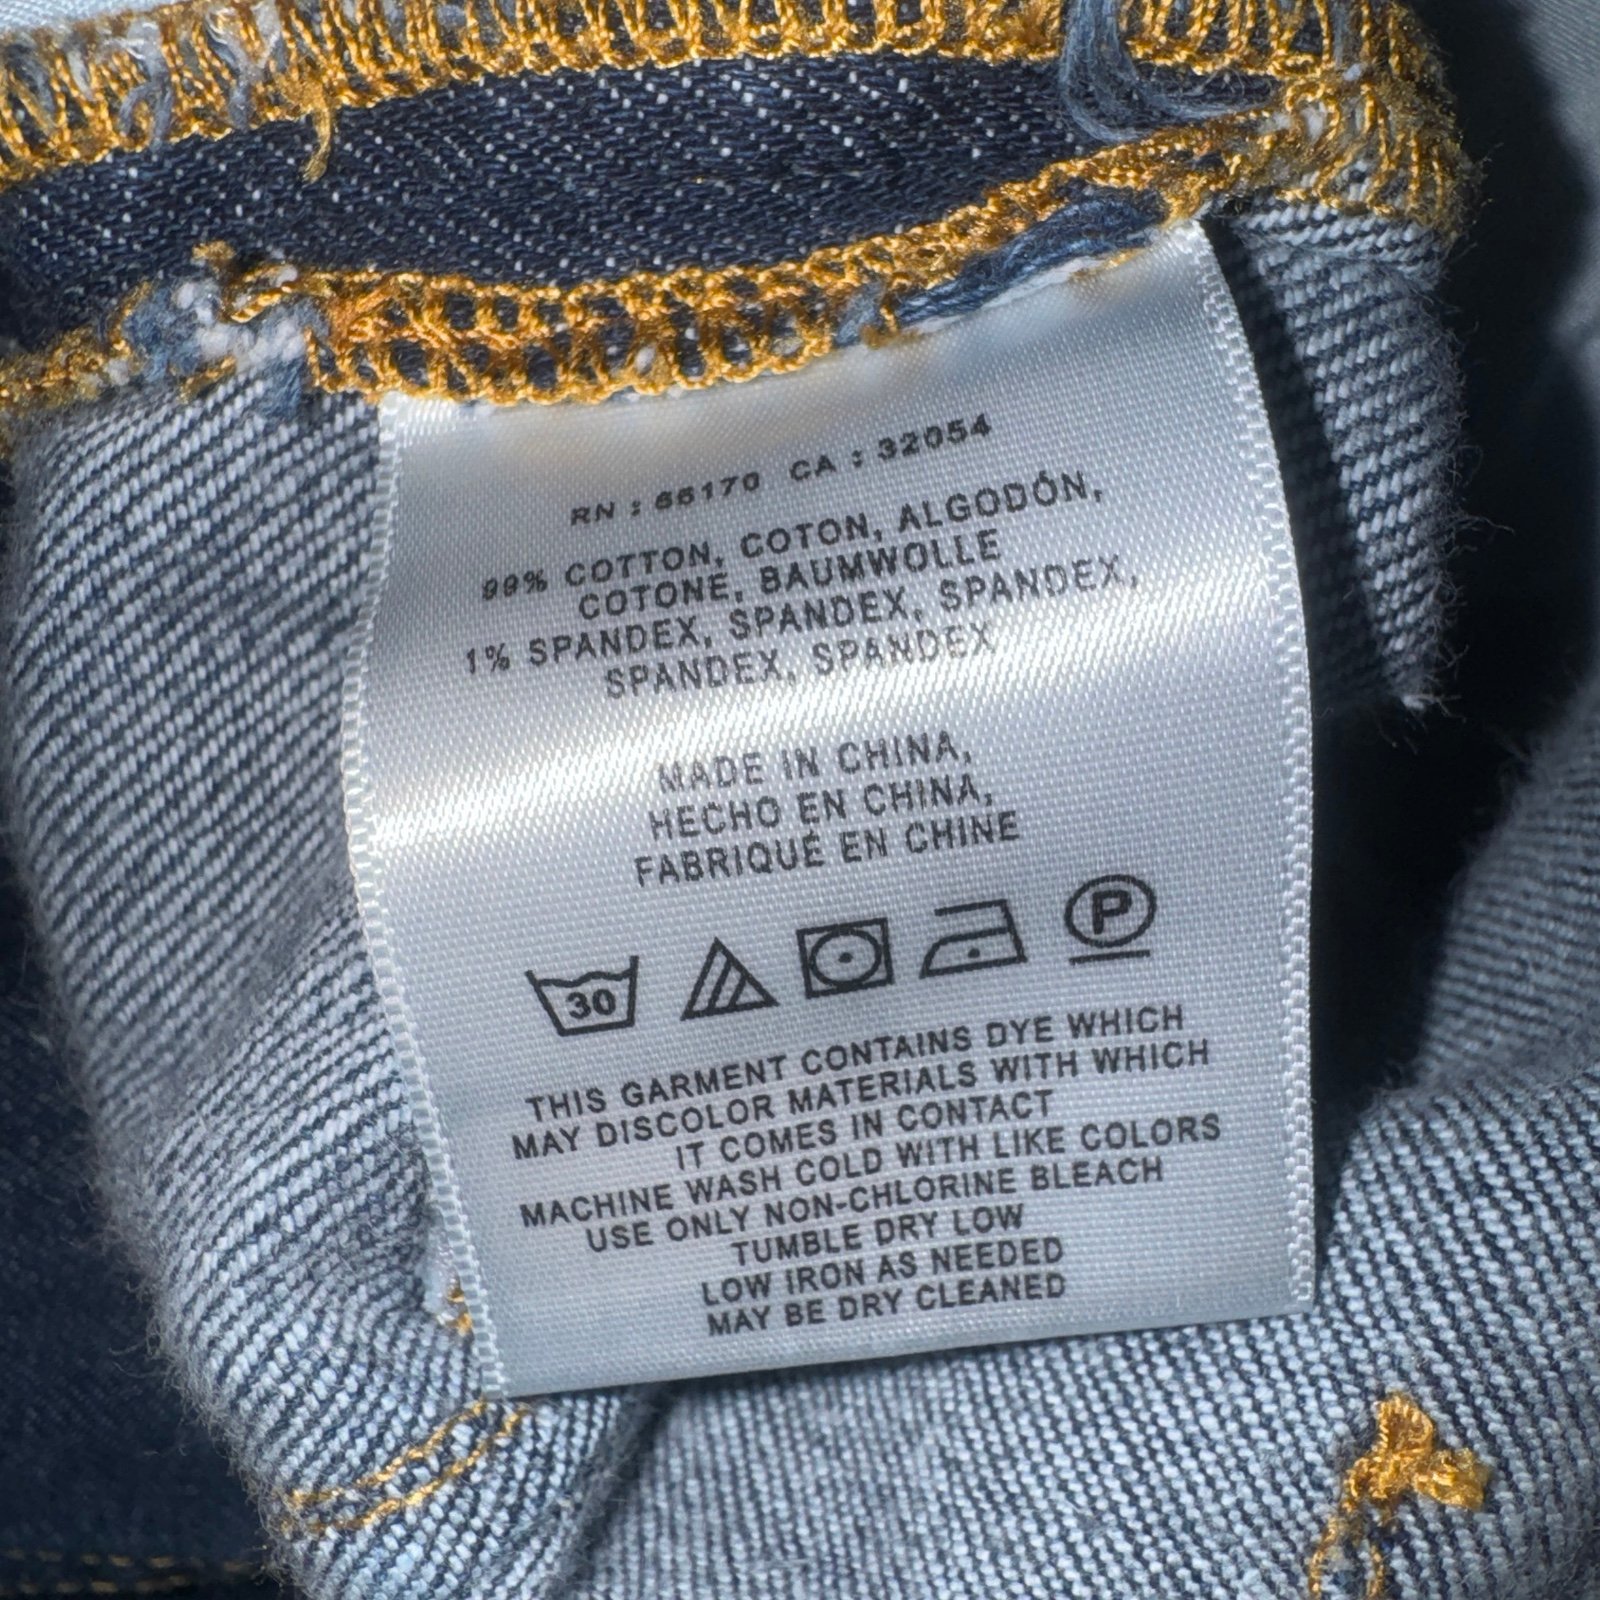 RN : 66170 CA : 32054
99% COTTON, COTON, ALGODÓN,
COTONE, BAUMWOLLE
1% SPANDEX, SPANDEX, SPANDEX,
SPANDEX, SPANDEX
MADE IN CHINA,
HECHO EN CHINA,
FABRIQUÉ EN CHINE
30 P
THIS GARMENT CONTAINS DYE WHICH
MAY DISCOLOR MATERIALS WITH WHICH
IT COMES IN CONTACT
MACHINE WASH COLD WITH LIKE COLORS
USE ONLY NON-CHLORINE BLEACH
TUMBLE DRY LOW
LOW IRON AS NEEDED
MAY BE DRY CLEANED